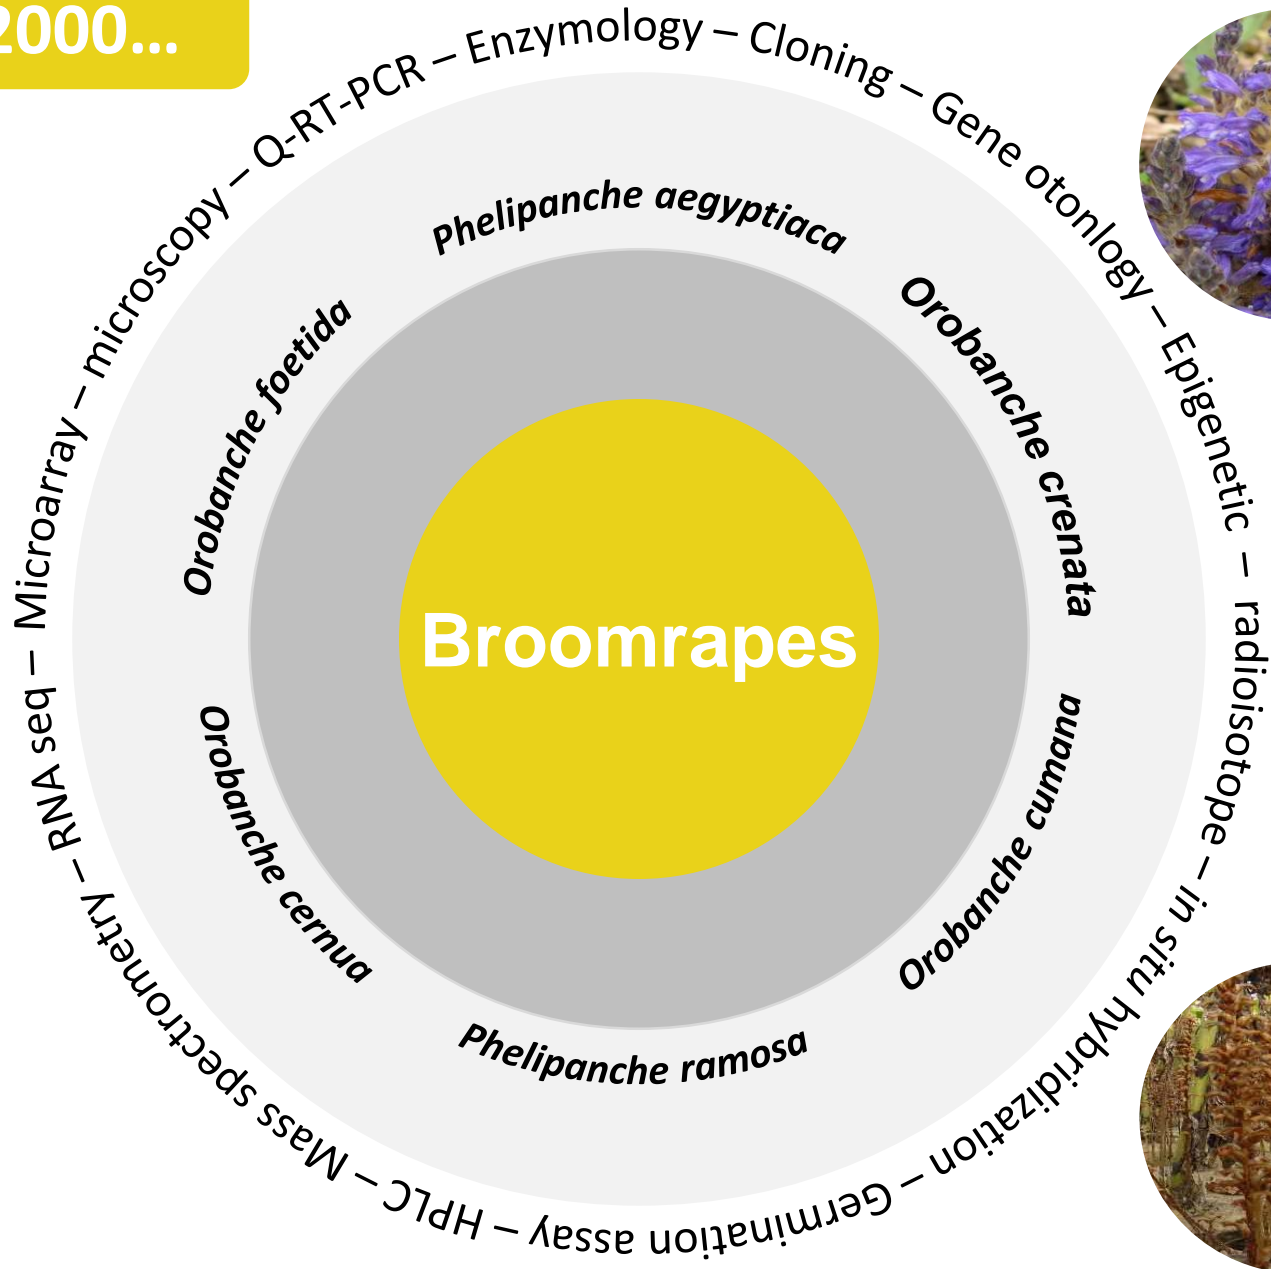 2000...
Q-RT-PCR – Enzymology – Cloning – Gene otonlogy – Epigenetic – radioisotope – in situ hybridization – Germination assay – HPLC – Mass spectrometry – RNA seq – Microarray – microscopy –
Phelipanche aegyptiaca
Orobanche crenata
Orobanche cumana
Phelipanche ramosa
Orobanche cernua
Orobanche foetida
Broomrapes